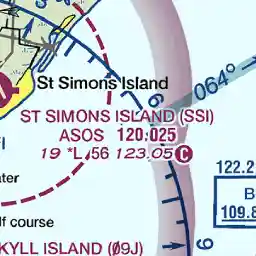 064°
St Simons Island
ST SIMONS ISLAND (SSI)
ASOS 120.025
19 *L 56 123.05 C
122.2
B
109.8
ater
lf course
KYLL ISLAND (09J)